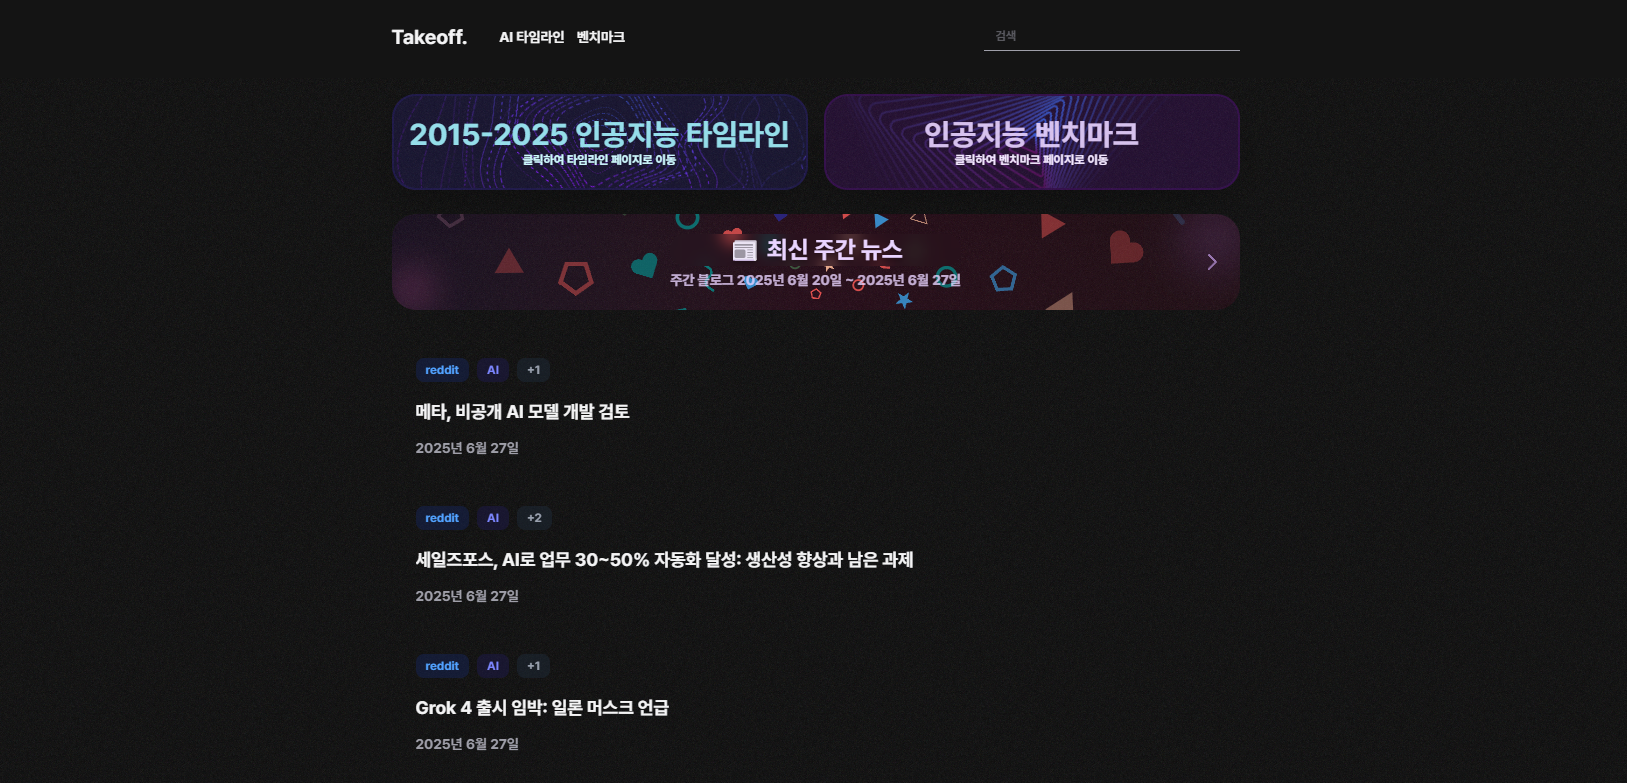 Takeoff. AI 타임라인 벤치마크 검색
2015-2025 인공지능 타임라인
클릭하여 타임라인 페이지로 이동
인공지능 벤치마크
클릭하여 벤치마크 페이지로 이동
📰 최신 주간 뉴스
주간 블로그 2025년 6월 20일 ~ 2025년 6월 27일
reddit AI +1
메타, 비공개 AI 모델 개발 검토
2025년 6월 27일
reddit AI +2
세일즈포스, AI로 업무 30~50% 자동화 달성: 생산성 향상과 남은 과제
2025년 6월 27일
reddit AI +1
Grok 4 출시 임박: 일론 머스크 언급
2025년 6월 27일